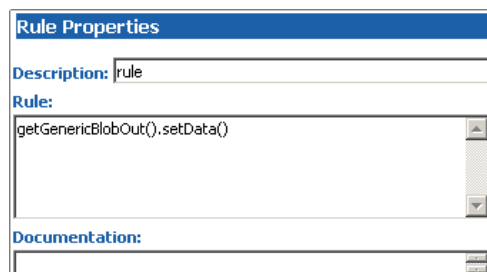 Rule Properties
Description: rule
Rule:
getGenericBlobOut().setData()
Documentation: